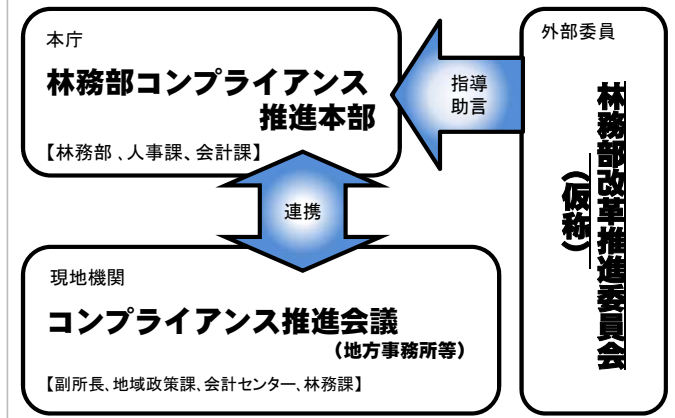 本庁
林務部コンプライアンス
推進本部
【林務部、人事課、会計課】
指導
助言
外部委員
林務部改革推進委員会
（仮称）
連携
現地機関
コンプライアンス推進会議
（地方事務所等）
【副所長、地域政策課、会計センター、林務課】